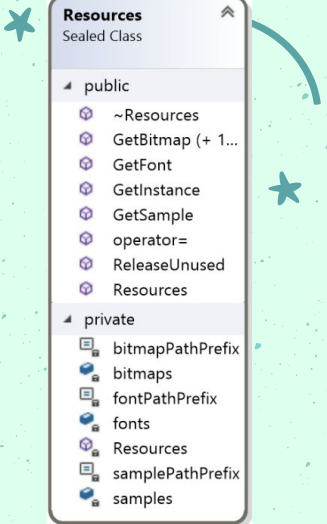 Resources
Sealed Class
public
~Resources
GetBitmap (+ 1...
GetFont
GetInstance
GetSample
operator=
ReleaseUnused
Resources
private
bitmapPathPrefix
bitmaps
fontPathPrefix
fonts
Resources
samplePathPrefix
samples